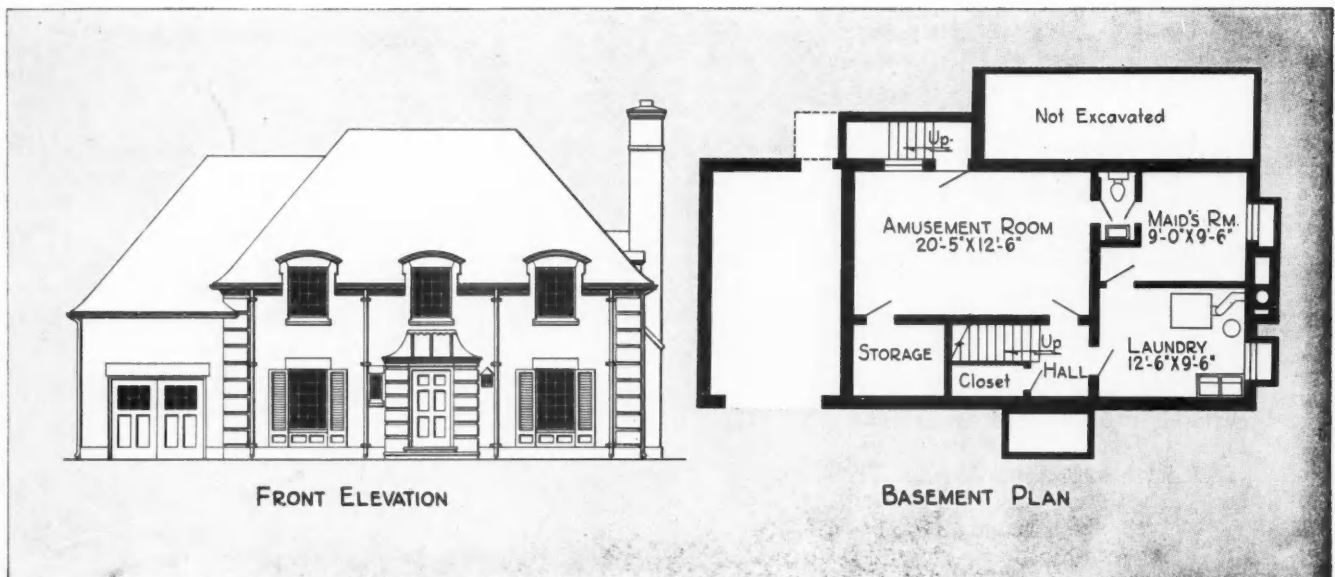 Not Excavated
Up
AMUSEMENT ROOM
20'-5"X12'-6"
MAID'S RM.
9'-0"X9'-6"
STORAGE
Up
Closet
HALL
LAUNDRY
12'-6"X9'-6"
FRONT ELEVATION
BASEMENT PLAN